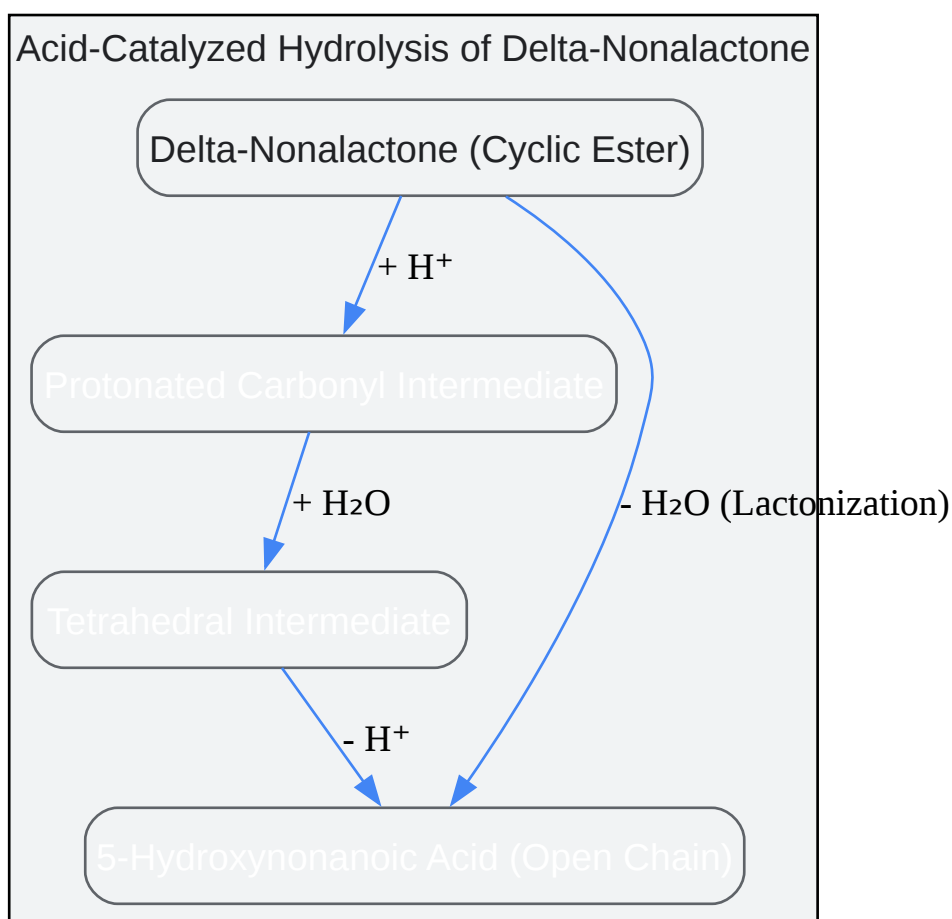 Acid-Catalyzed Hydrolysis of Delta-Nonalactone
Delta-Nonalactone (Cyclic Ester)
+ H⁺
Protonated Carbonyl Intermediate
+ H₂O
- H₂O (Lactonization)
Tetrahedral Intermediate
- H⁺
5-Hydroxynonanoic Acid (Open Chain)